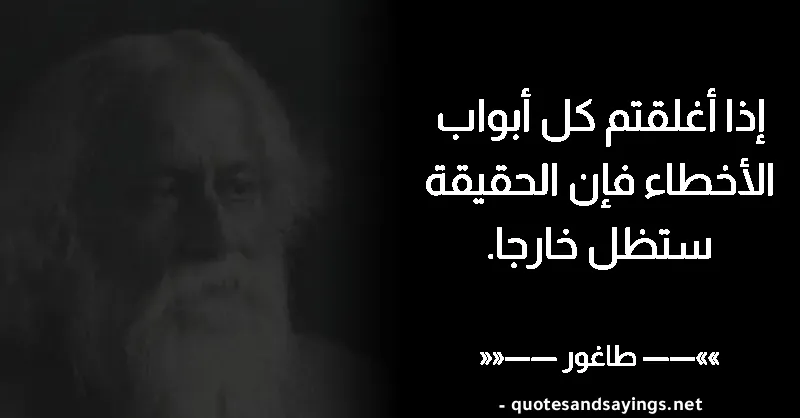 إذا أغلقتم كل أبواب
الأخطاء فإن الحقيقة
ستظل خارجا.
»»—— طاغور ——««
- quotesandsayings.net